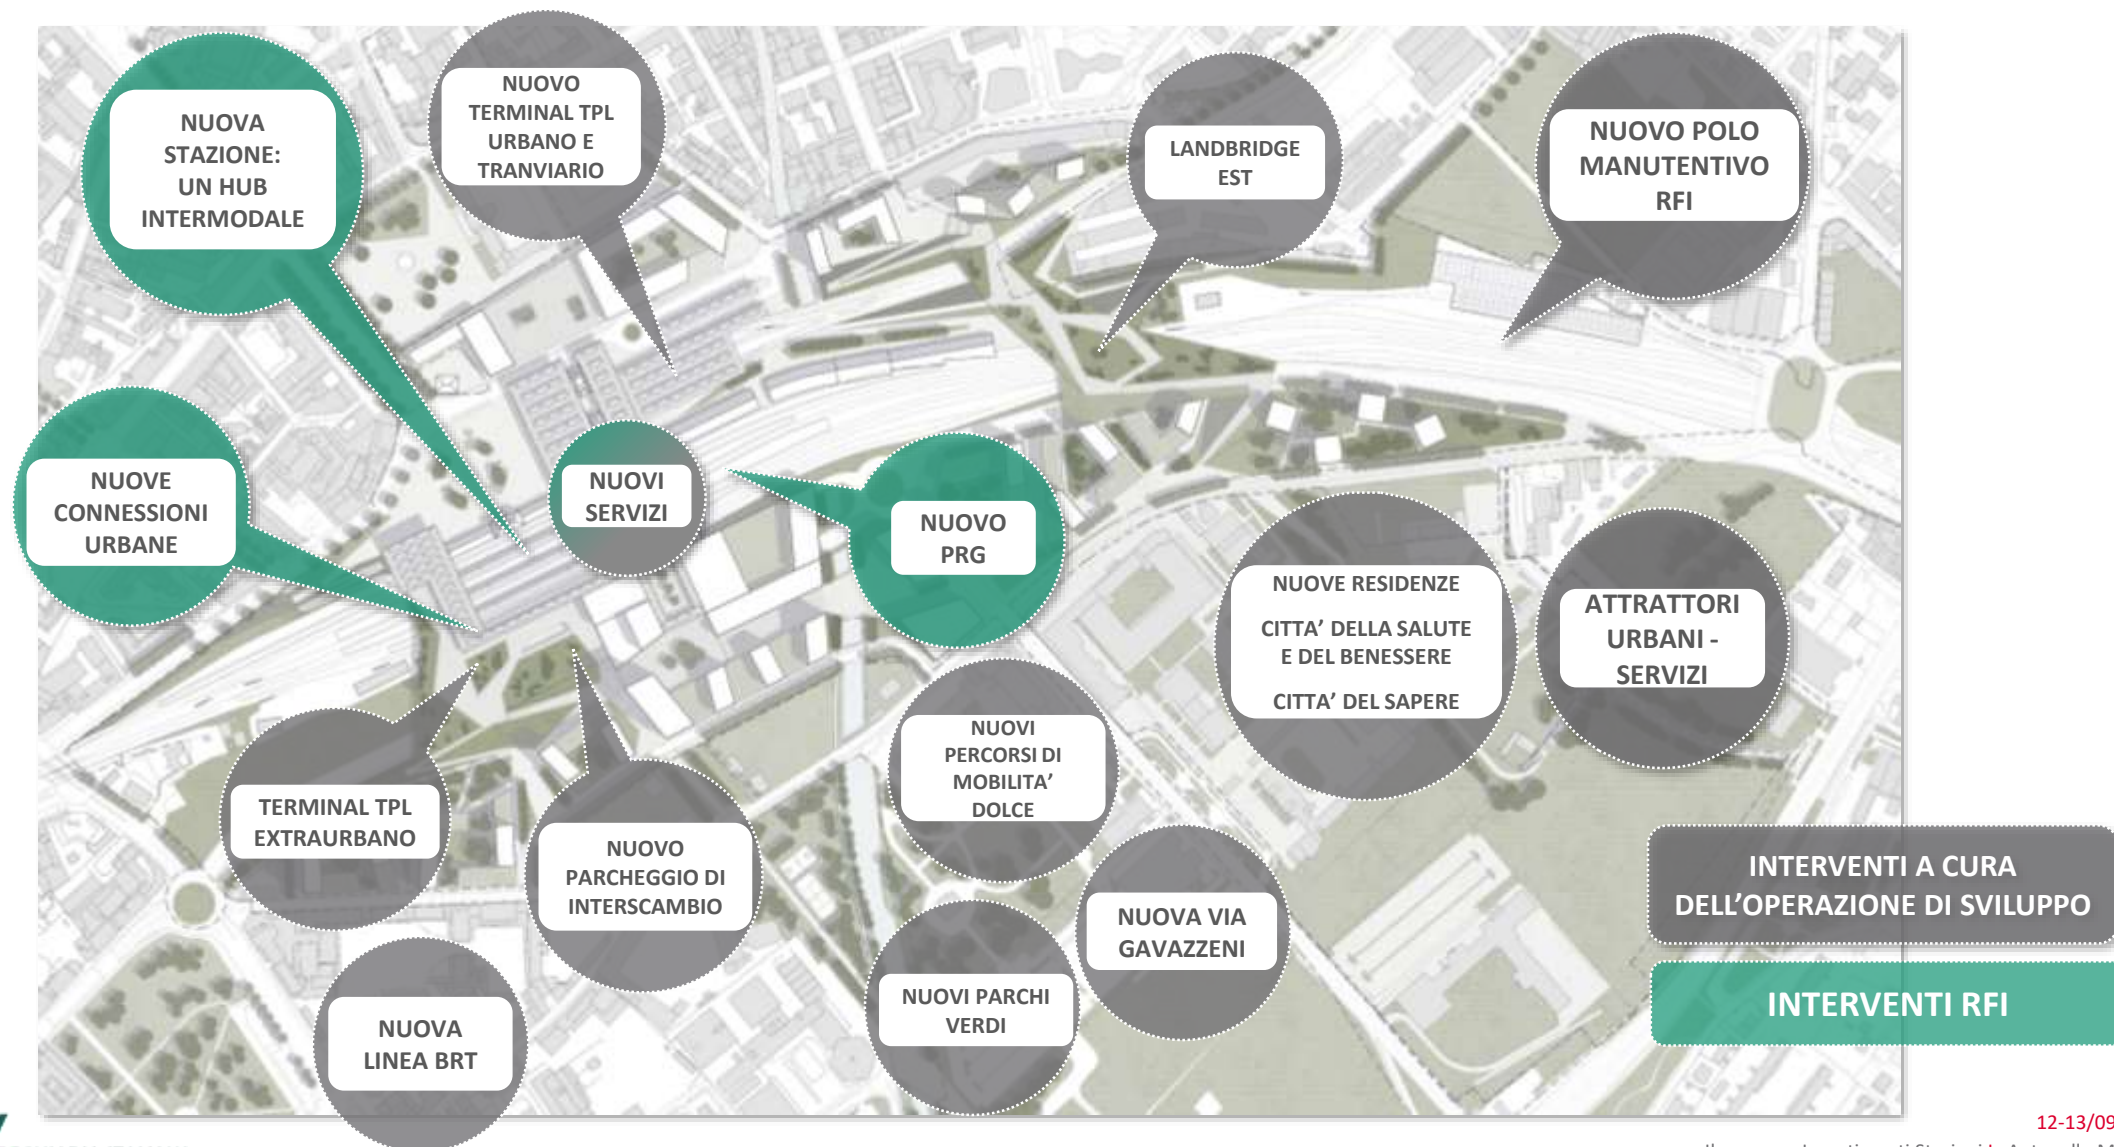 NUOVA
STAZIONE:
UN HUB
INTERMODALE
NUOVO
TERMINAL TPL
URBANO E
TRANVIARIO
LANDBRIDGE
EST
NUOVO POLO
MANUTENTIVO
RFI
NUOVE
CONNESSIONI
URBANE
NUOVI
SERVIZI
NUOVO
PRG
NUOVE RESIDENZE
CITTA’ DELLA SALUTE
E DEL BENESSERE
CITTA’ DEL SAPERE
ATTRATTORI
URBANI -
SERVIZI
TERMINAL TPL
EXTRAURBANO
NUOVO
PARCHEGGIO DI
INTERSCAMBIO
NUOVI
PERCORSI DI
MOBILITA’
DOLCE
NUOVA VIA
GAVAZZENI
NUOVI PARCHI
VERDI
NUOVA
LINEA BRT
INTERVENTI A CURA
DELL’OPERAZIONE DI SVILUPPO
INTERVENTI RFI
12-13/09